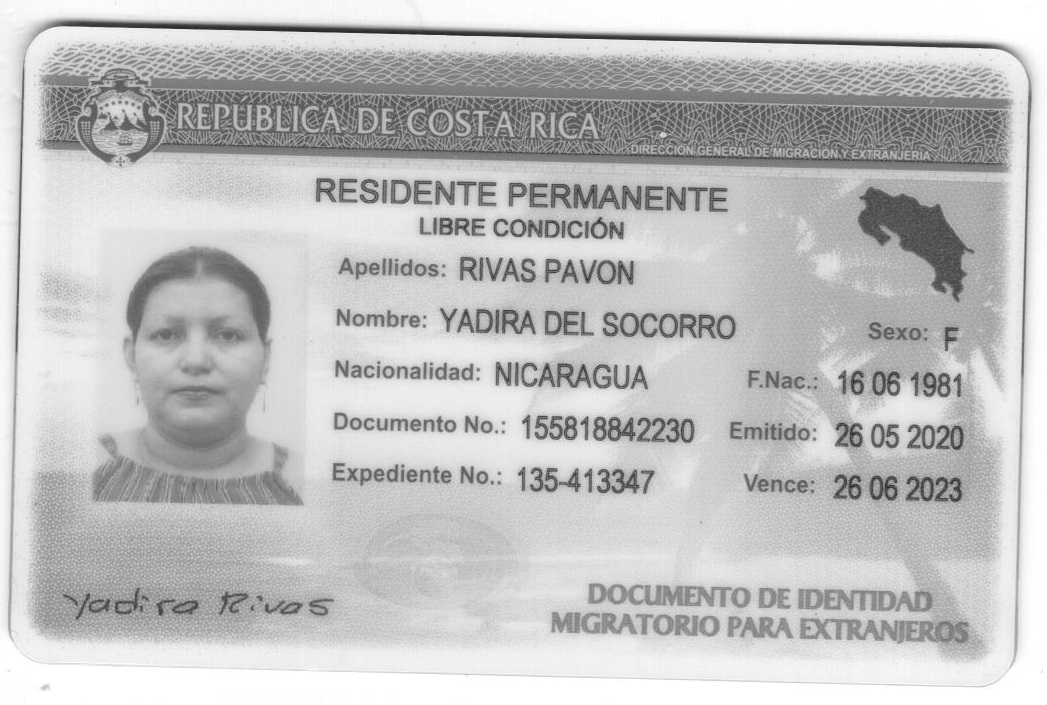 REPÚBLICA DE COSTA RICA
DIRECCIÓN GENERAL DE MIGRACIÓN Y EXTRANJERÍA
RESIDENTE PERMANENTE
LIBRE CONDICIÓN
Apellidos: RIVAS PAVON
Nombre: YADIRA DEL SOCORRO
Sexo: F
Nacionalidad: NICARAGUA
F.Nac.: 16 06 1981
Documento No.: 155818842230
Emitido: 26 05 2020
Expediente No.: 135-413347
Vence: 26 06 2023
Yadira Rivas
DOCUMENTO DE IDENTIDAD
MIGRATORIO PARA EXTRANJEROS